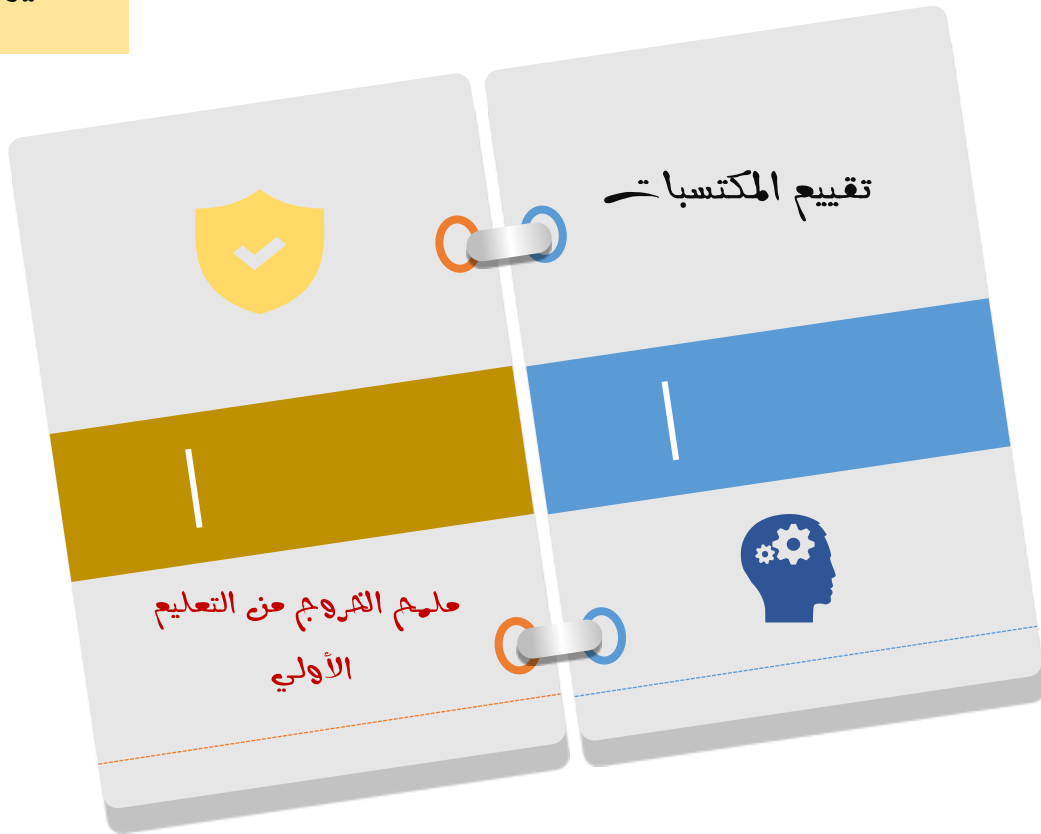 تقييم المكتسبات
ملمح الخروج من التعليم
الأولي